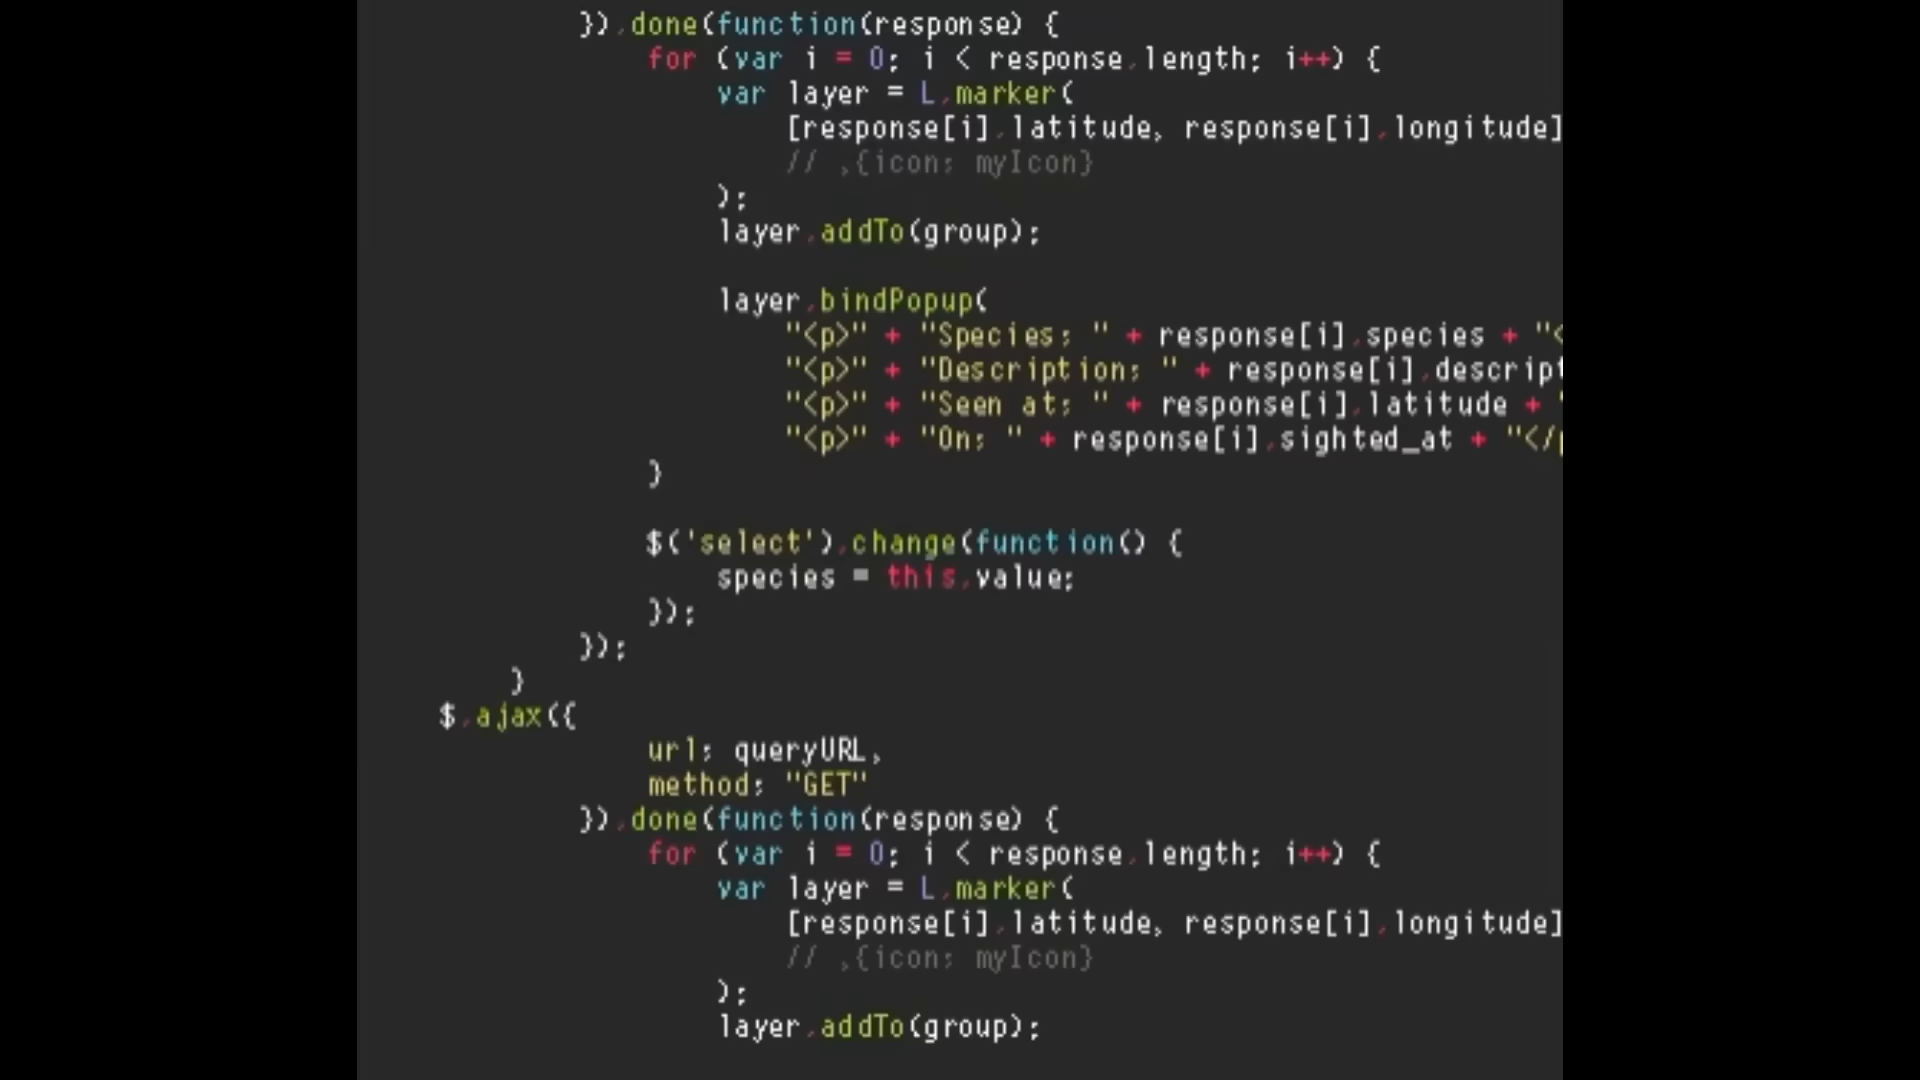 }).done(function(response) {
for (var i = 0; i < response.length; i++) {
var layer = L.marker(
[response[i].latitude, response[i].longitude]
// ,{icon: myIcon}
);
layer.addTo(group);
layer.bindPopup(
"<p>" + "Species: " + response[i].species + "<
"<p>" + "Description: " + response[i].descript
"<p>" + "Seen at: " + response[i].latitude + "
"<p>" + "On: " + response[i].sighted_at + "</p
}
$('select').change(function() {
species = this.value;
});
});
}
$.ajax({
url: queryURL,
method: "GET"
}).done(function(response) {
for (var i = 0; i < response.length; i++) {
var layer = L.marker(
[response[i].latitude, response[i].longitude]
// ,{icon: myIcon}
);
layer.addTo(group);